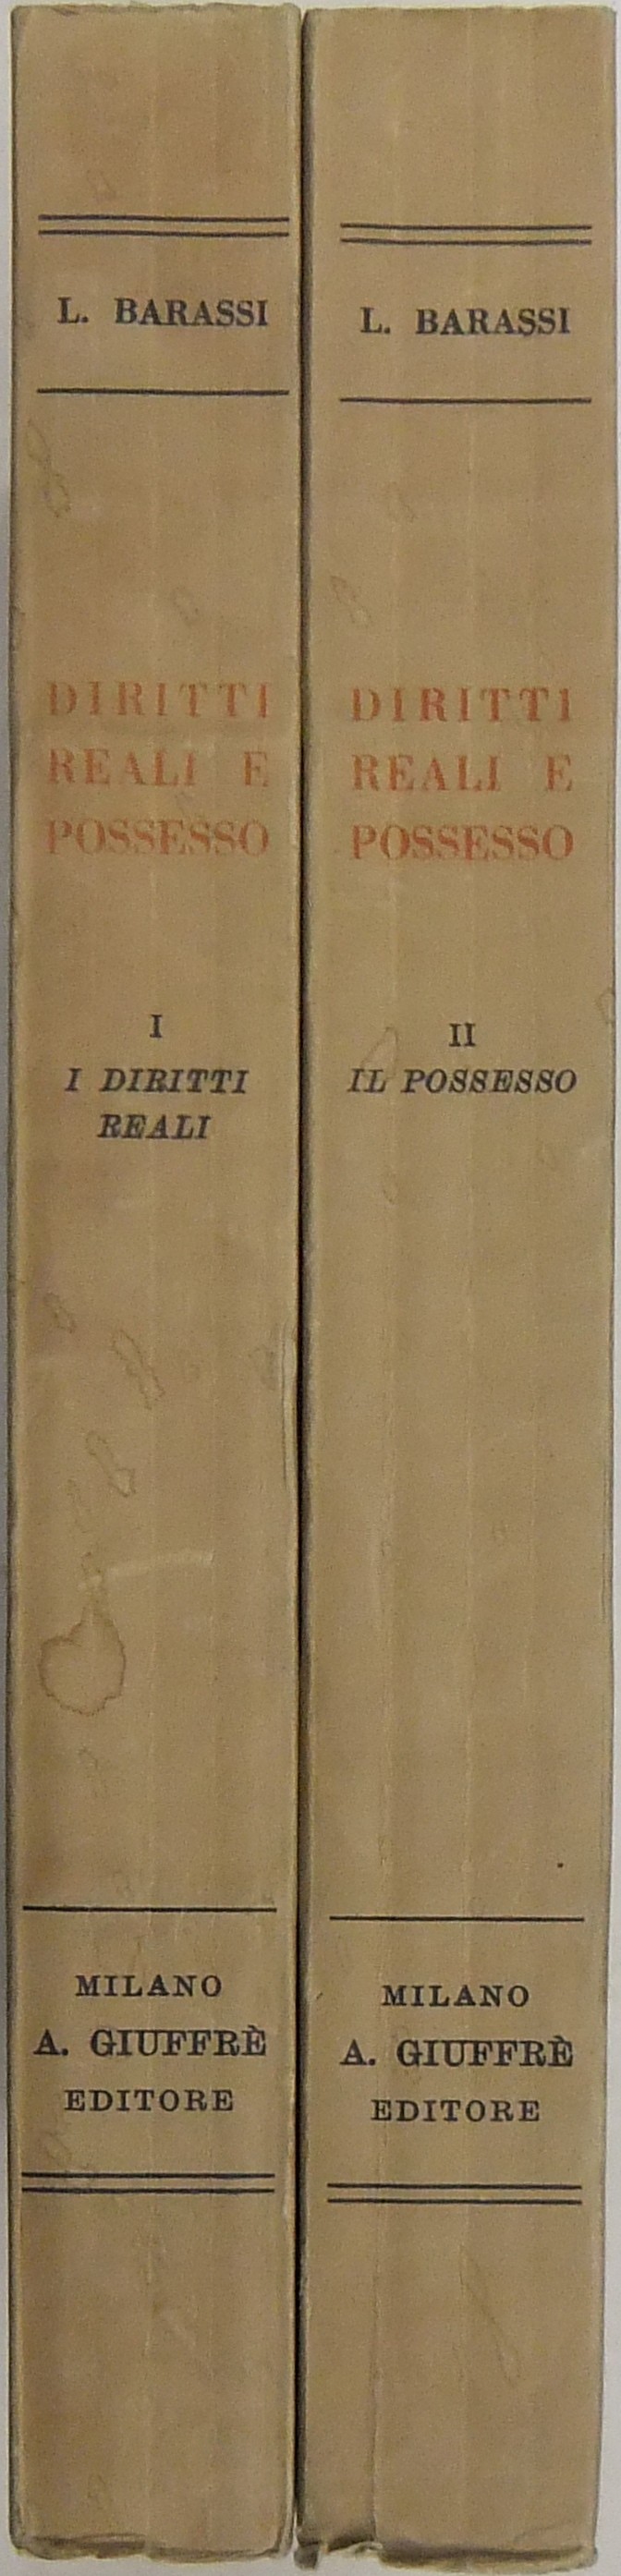 L. BARASSI
DIRITTI
REALI E
POSSESSO
I
I DIRITTI
REALI
MILANO
A. GIUFFRÈ
EDITORE
L. BARASSI
DIRITTI
REALI E
POSSESSO
II
IL POSSESSO
MILANO
A. GIUFFRÈ
EDITORE